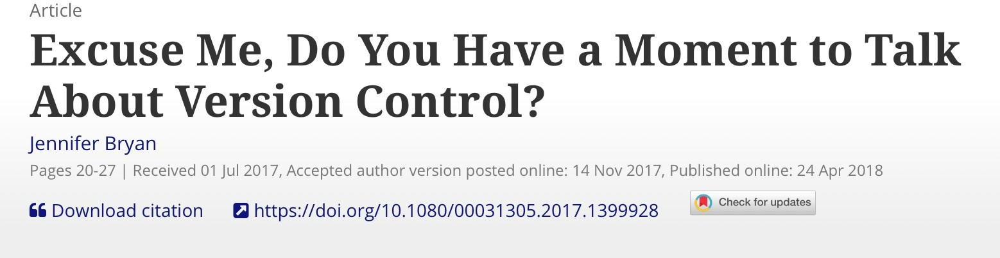 Article
Excuse Me, Do You Have a Moment to Talk
About Version Control?
Jennifer Bryan
Pages 20-27 | Received 01 Jul 2017, Accepted author version posted online: 14 Nov 2017, Published online: 24 Apr 2018
Download citation https://doi.org/10.1080/00031305.2017.1399928 Check for updates